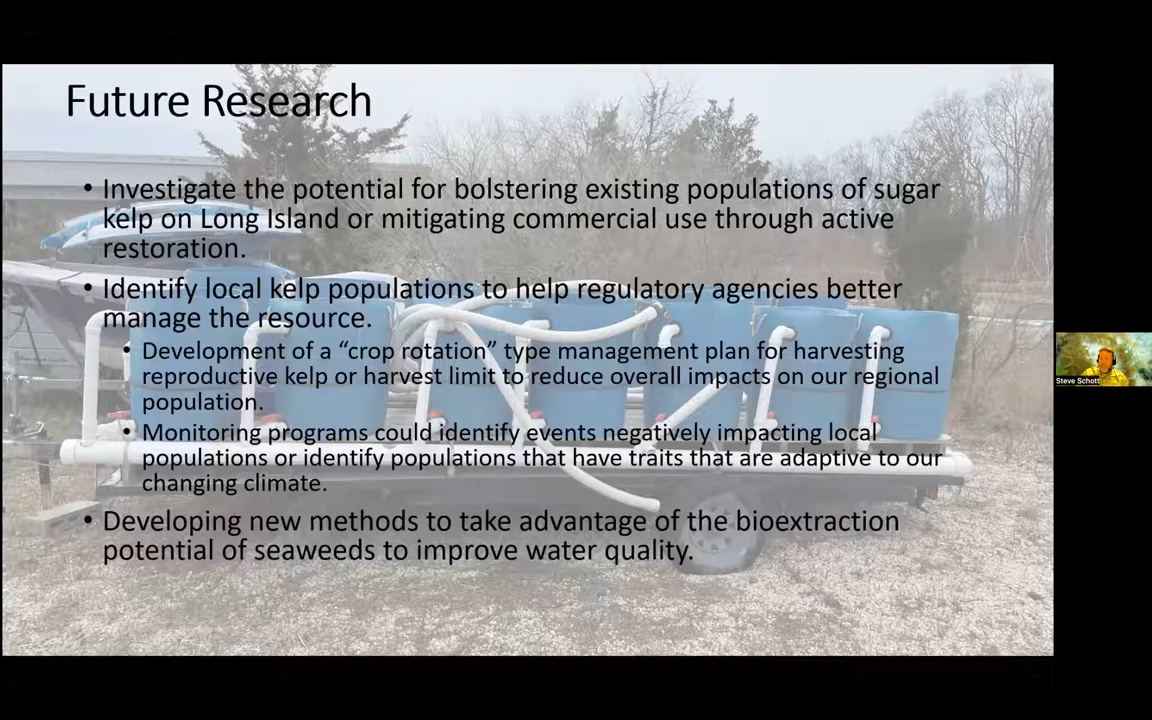 Future Research
• Investigate the potential for bolstering existing populations of sugar
kelp on Long Island or mitigating commercial use through active
restoration.
• Identify local kelp populations to help regulatory agencies better
manage the resource.
• Development of a “crop rotation” type management plan for harvesting
reproductive kelp or harvest limit to reduce overall impacts on our regional
population.
• Monitoring programs could identify events negatively impacting local
populations or identify populations that have traits that are adaptive to our
changing climate.
• Developing new methods to take advantage of the bioextraction
potential of seaweeds to improve water quality.
Steve Schott